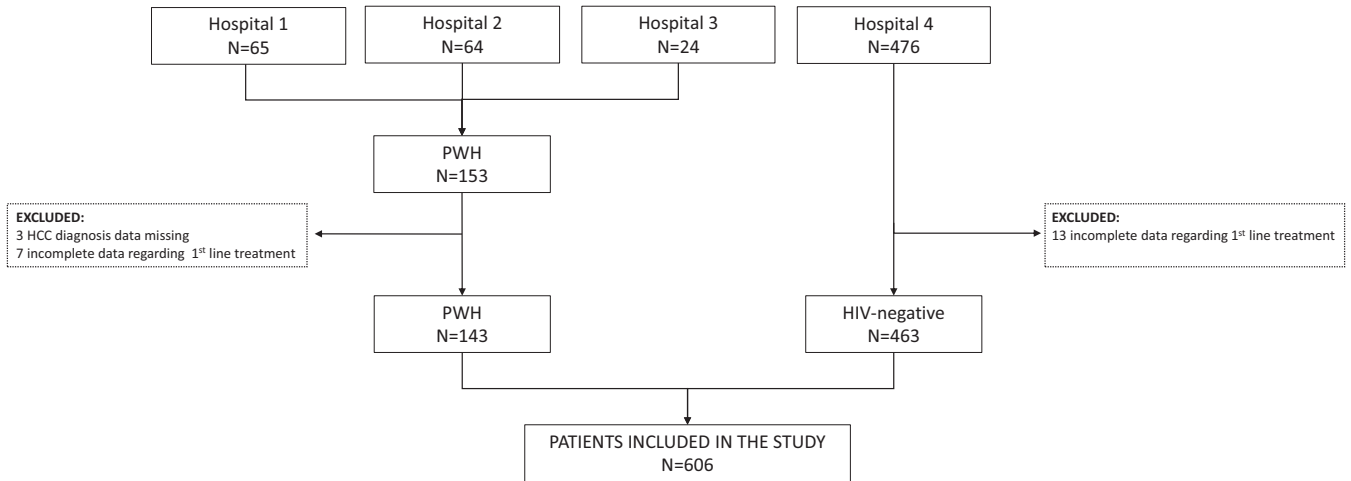 Hospital 1
N=65
Hospital 2
N=64
Hospital 3
N=24
Hospital 4
N=476
PWH
N=153
EXCLUDED:
3 HCC diagnosis data missing
7 incomplete data regarding 1st line treatment
EXCLUDED:
13 incomplete data regarding 1st line treatment
PWH
N=143
HIV-negative
N=463
PATIENTS INCLUDED IN THE STUDY
N=606